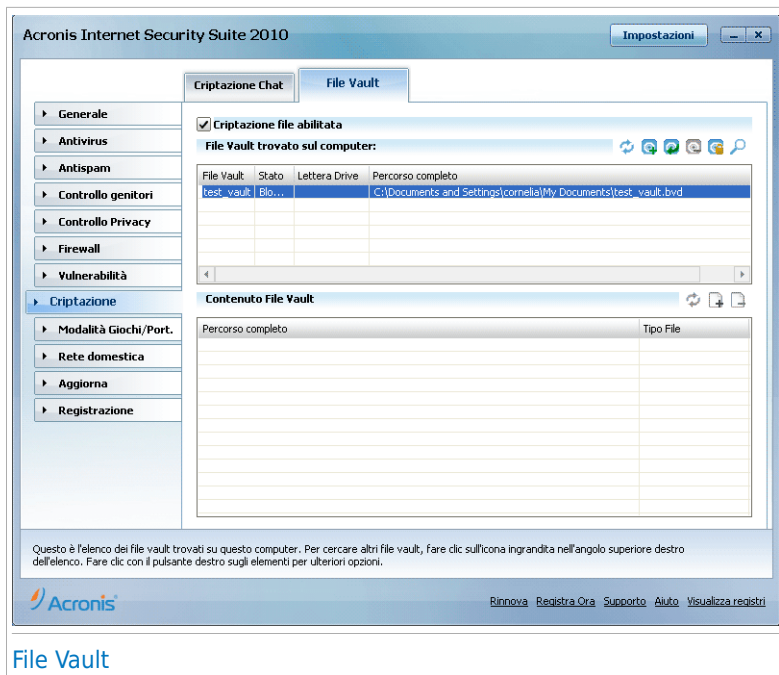 Acronis Internet Security Suite 2010
Impostazioni
Criptazione Chat
File Vault
Generale
Antivirus
Antispam
Controllo genitori
Controllo Privacy
Firewall
Vulnerabilità
Criptazione
Modalità Giochi/Port.
Rete domestica
Aggiorna
Registrazione
Criptazione file abilitata
File Vault trovato sul computer:
File Vault Stato Lettera Drive Percorso completo
test_vault Blo... C:\Documents and Settings\cornelia\My Documents\test_vault.bvd
Contenuto File Vault
Percorso completo Tipo File
Questo è l'elenco dei file vault trovati su questo computer. Per cercare altri file vault, fare clic sull'icona ingrandita nell'angolo superiore destro
dell'elenco. Fare clic con il pulsante destro sugli elementi per ulteriori opzioni.
Acronis
Rinnova Registra Ora Supporto Aiuto Visualizza registri
File Vault